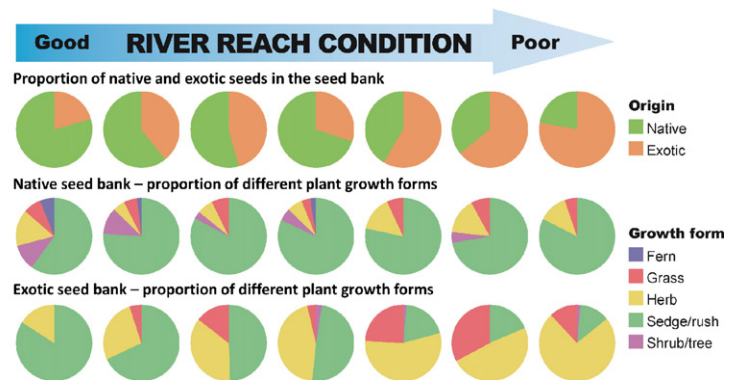 Good RIVER REACH CONDITION Poor
Proportion of native and exotic seeds in the seed bank
Origin
Native
Exotic
Native seed bank – proportion of different plant growth forms
Growth form
Fern
Grass
Herb
Sedge/rush
Shrub/tree
Exotic seed bank – proportion of different plant growth forms